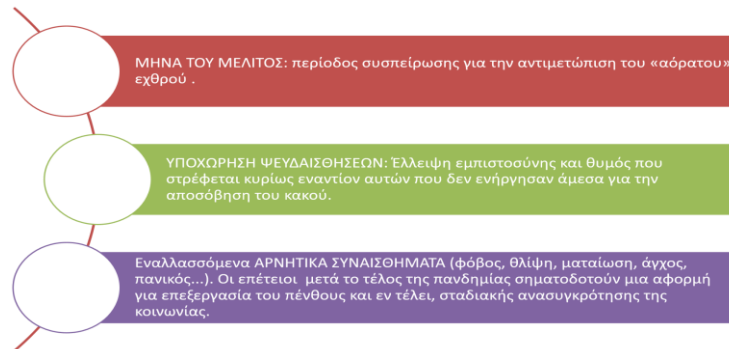 ΜΗΝΑ ΤΟΥ ΜΕΛΙΤΟΣ: περίοδος συσπείρωσης για την αντιμετώπιση του «αόρατου»
εχθρού .
ΥΠΟΧΩΡΗΣΗ ΨΕΥΔΑΙΣΘΗΣΕΩΝ: Έλλειψη εμπιστοσύνης και θυμός που
στρέφεται κυρίως εναντίον αυτών που δεν ενήργησαν άμεσα για την
αποσόβηση του κακού.
Εναλλασσόμενα ΑΡΝΗΤΙΚΑ ΣΥΝΑΙΣΘΗΜΑΤΑ (φόβος, θλίψη, ματαίωση, άγχος,
πανικός...). Οι επέτειοι μετά το τέλος της πανδημίας σηματοδοτούν μια αφορμή
για επεξεργασία του πένθους και εν τέλει, σταδιακής ανασυγκρότησης της
κοινωνίας.